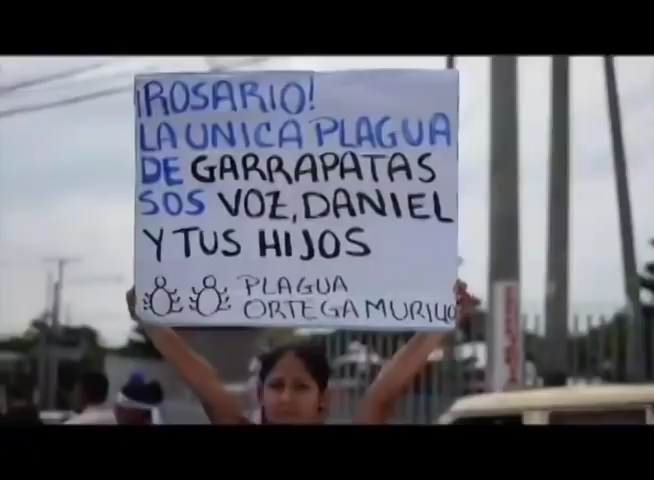 ¡ROSARIO!
LA UNICA PLAGUA
DE GARRAPATAS
SOS VOZ, DANIEL
Y TUS HIJOS
PLAGUA
ORTEGA MURILLO